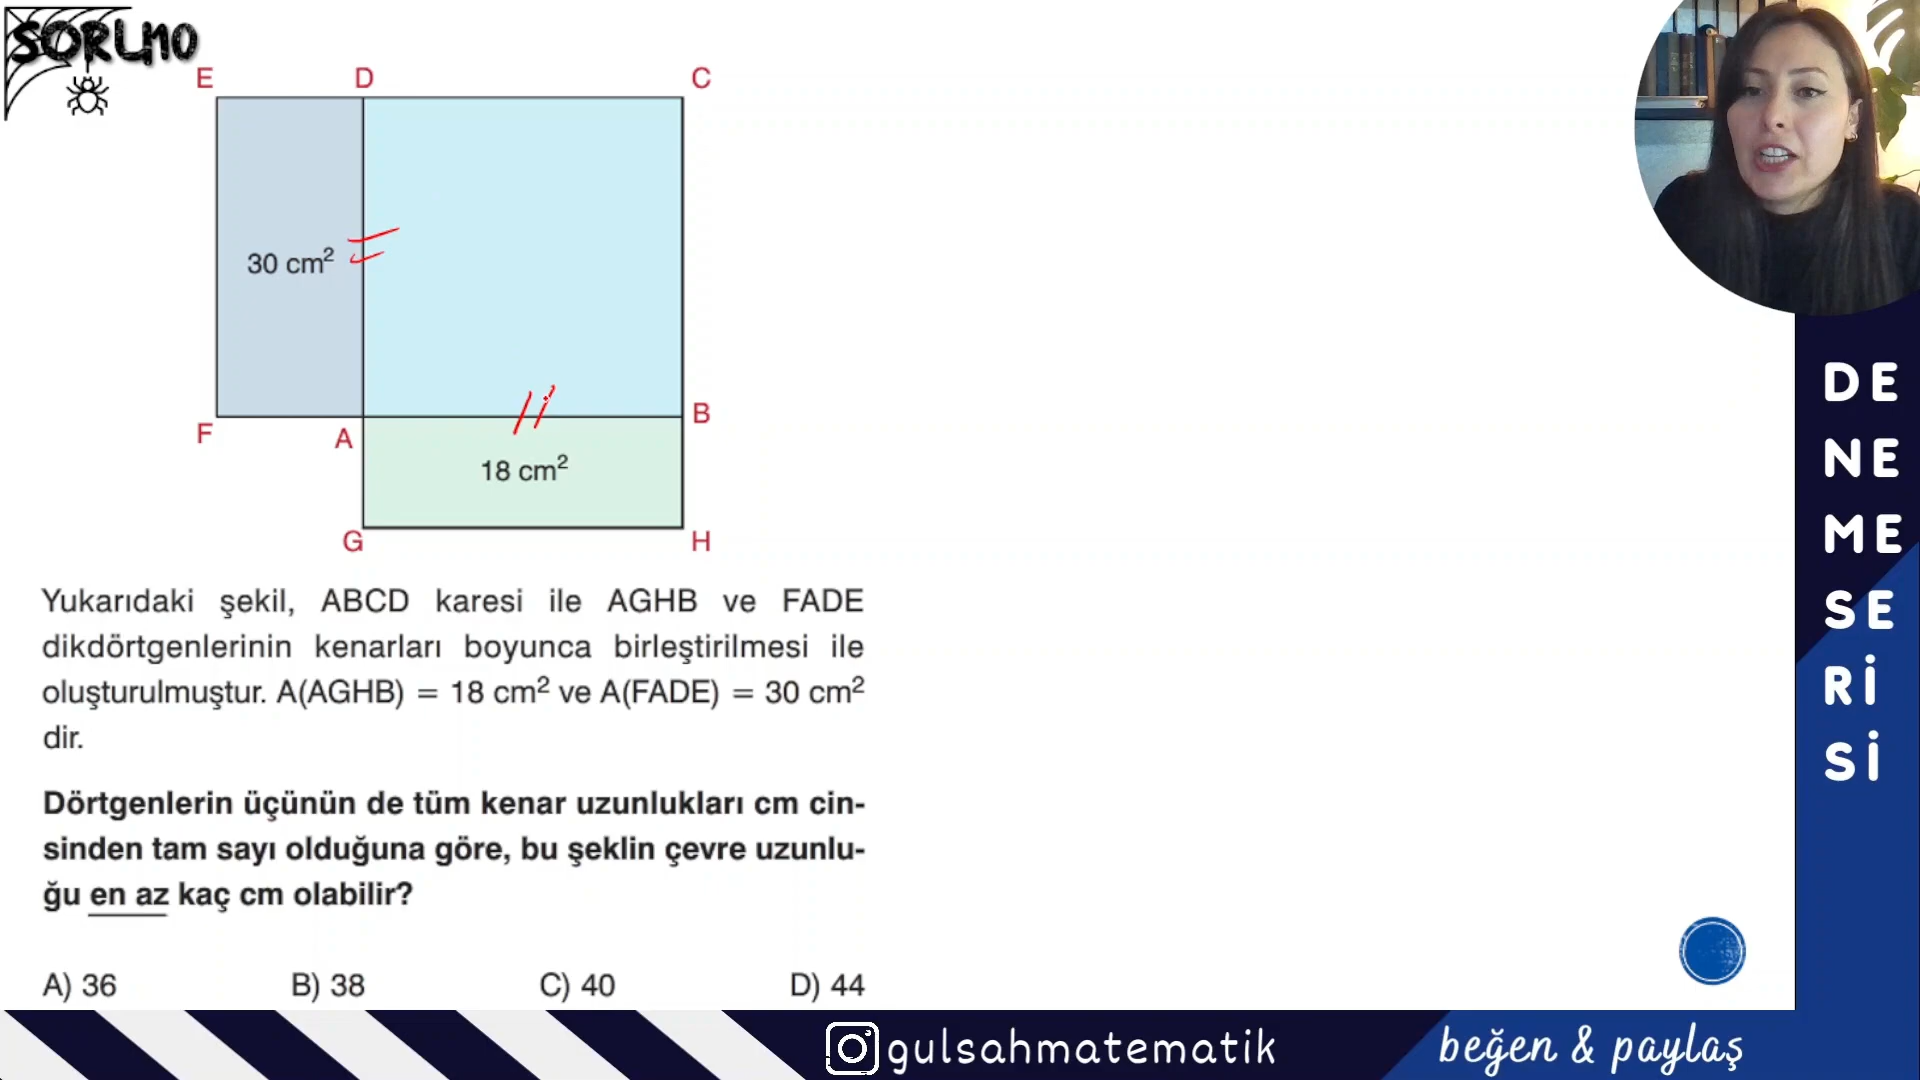 SORU 10
E
D
C
30 cm²
F
A
B
18 cm²
G
H
Yukarıdaki şekil, ABCD karesi ile AGHB ve FADE
dikdörtgenlerinin kenarları boyunca birleştirilmesi ile
oluşturulmuştur. A(AGHB) = 18 cm² ve A(FADE) = 30 cm²
dir.
Dörtgenlerin üçünün de tüm kenar uzunlukları cm cin-
sinden tam sayı olduğuna göre, bu şeklin çevre uzunlu-
ğu en az kaç cm olabilir?
A) 36 B) 38 C) 40 D) 44
DE
NE
ME
SE
Rİ
Sİ
gulsahmatematik
beğen & paylaş